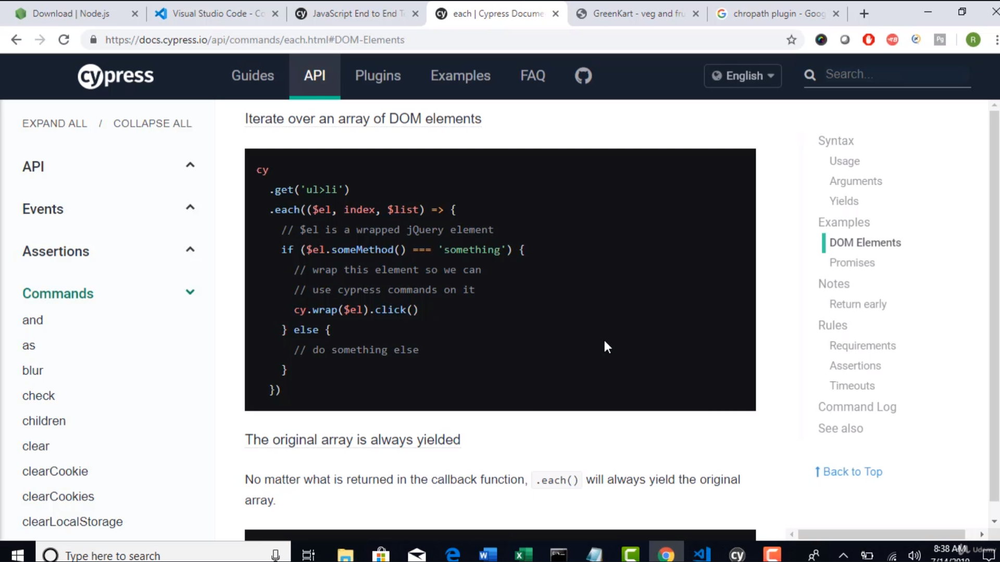 Download | Node.js
Visual Studio Code - Co
JavaScript End to End T
each | Cypress Docume
GreenKart - veg and fru
chropath plugin - Goog
https://docs.cypress.io/api/commands/each.html#DOM-Elements
R
cypress
Guides
API
Plugins
Examples
FAQ
English
Search...
EXPAND ALL / COLLAPSE ALL
API
Events
Assertions
Commands
and
as
blur
check
children
clear
clearCookie
clearCookies
clearLocalStorage
Iterate over an array of DOM elements
cy
.get('ul>li')
.each(($el, index, $list) => {
// $el is a wrapped jQuery element
if ($el.someMethod() === 'something') {
// wrap this element so we can
// use cypress commands on it
cy.wrap($el).click()
} else {
// do something else
}
})
The original array is always yielded
No matter what is returned in the callback function, .each() will always yield the original
array.
Syntax
Usage
Arguments
Yields
Examples
DOM Elements
Promises
Notes
Return early
Rules
Requirements
Assertions
Timeouts
Command Log
See also
Back to Top
Type here to search
8:38 AM
Udemy
7/14/2019